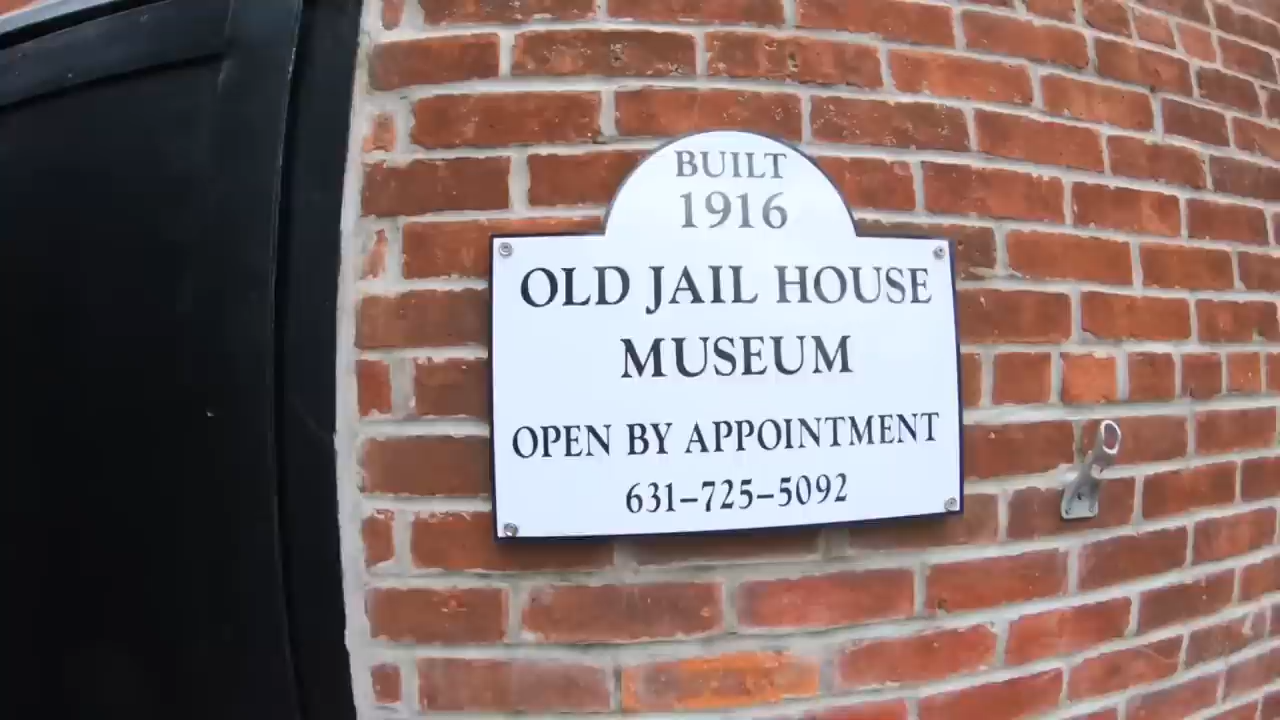 BUILT
1916
OLD JAIL HOUSE
MUSEUM
OPEN BY APPOINTMENT
631-725-5092